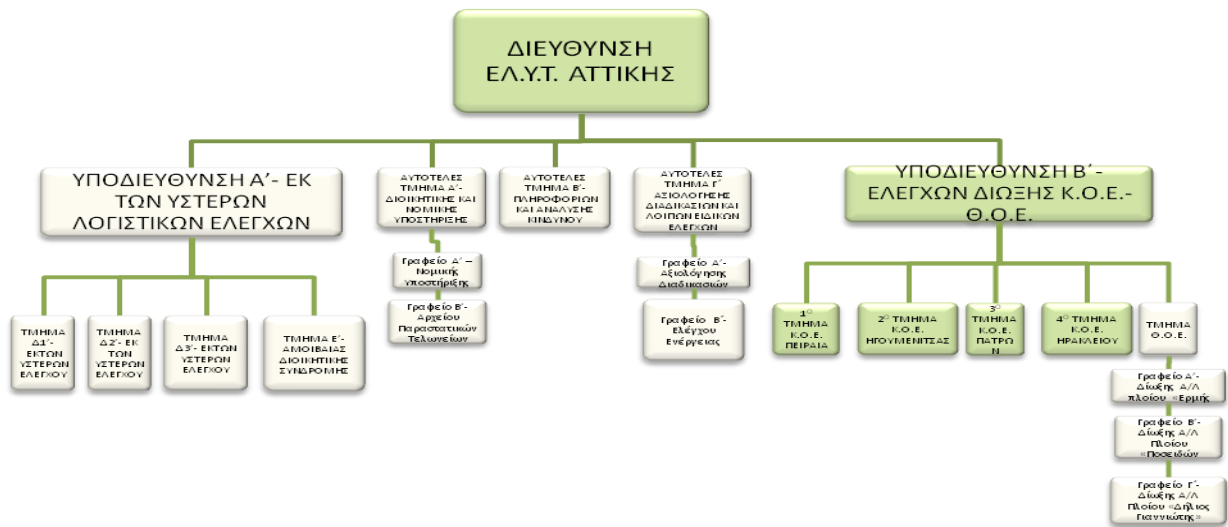 ΔΙΕΥΘΥΝΣΗ
ΕΛ.Υ.Τ. ΑΤΤΙΚΗΣ
ΥΠΟΔΙΕΥΘΥΝΣΗ Α΄- ΕΚ
ΤΩΝ ΥΣΤΕΡΩΝ
ΛΟΓΙΣΤΙΚΩΝ ΕΛΕΓΧΩΝ
ΑΥΤΟΤΕΛΕΣ
ΤΜΗΜΑ Α΄-
ΔΙΟΙΚΗΤΙΚΗΣ ΚΑΙ
ΝΟΜΙΚΗΣ
ΥΠΟΣΤΗΡΙΞΗΣ
ΑΥΤΟΤΕΛΕΣ
ΤΜΗΜΑ Β΄-
ΠΛΗΡΟΦΟΡΙΩΝ
ΚΑΙ ΑΝΑΛΥΣΗΣ
ΚΙΝΔΥΝΟΥ
ΑΥΤΟΤΕΛΕΣ
ΤΜΗΜΑ Γ΄
ΑΞΙΟΛΟΓΗΣΗΣ
ΔΙΑΔΙΚΑΣΙΩΝ ΚΑΙ
ΛΟΙΠΩΝ ΕΙΔΙΚΩΝ
ΕΛΕΓΧΩΝ
ΥΠΟΔΙΕΥΘΥΝΣΗ Β΄-
ΕΛΕΓΧΩΝ ΔΙΩΞΗΣ Κ.Ο.Ε.-
Θ.Ο.Ε.
Γραφείο Α΄ –
Νομικής
Υποστήριξης
Γραφείο Β΄-
Αρχείου
Παραστατικών
Τελωνείων
Γραφείο Α΄-
Αξιολόγησης
Διαδικασιών
Γραφείο Β΄-
Ελέγχου
Ενέργειας
ΤΜΗΜΑ
Δ1΄-
ΕΚΤΩΝ
ΥΣΤΕΡΩΝ
ΕΛΕΓΧΟΥ
ΤΜΗΜΑ
Δ2΄- ΕΚ
ΤΩΝ
ΥΣΤΕΡΩΝ
ΕΛΕΓΧΟΥ
ΤΜΗΜΑ
Δ3΄- ΕΚΤΩΝ
ΥΣΤΕΡΩΝ
ΕΛΕΓΧΟΥ
ΤΜΗΜΑ Ε΄-
ΑΜΟΙΒΑΙΑΣ
ΔΙΟΙΚΗΤΙΚΗΣ
ΣΥΝΔΡΟΜΗΣ
1Ο
ΤΜΗΜΑ
Κ.Ο.Ε.
ΠΕΙΡΑΙΑ
2Ο ΤΜΗΜΑ
Κ.Ο.Ε.
ΗΓΟΥΜΕΝΙΤΣΑΣ
3Ο
ΤΜΗΜΑ
Κ.Ο.Ε.
ΠΑΤΡΩ
Ν
4Ο ΤΜΗΜΑ
Κ.Ο.Ε.
ΗΡΑΚΛΕΙΟΥ
ΤΜΗΜΑ
Θ.Ο.Ε.
Γραφείο Α΄-
Δίωξης Α/Λ
πλοίου «Ερμής
Γραφείο Β΄-
Δίωξης Α/Λ
Πλοίου
«Ποσειδών
Γραφείο Γ΄-
Δίωξης Α/Λ
Πλοίου «Δήλιος
Γιαννιώτης»